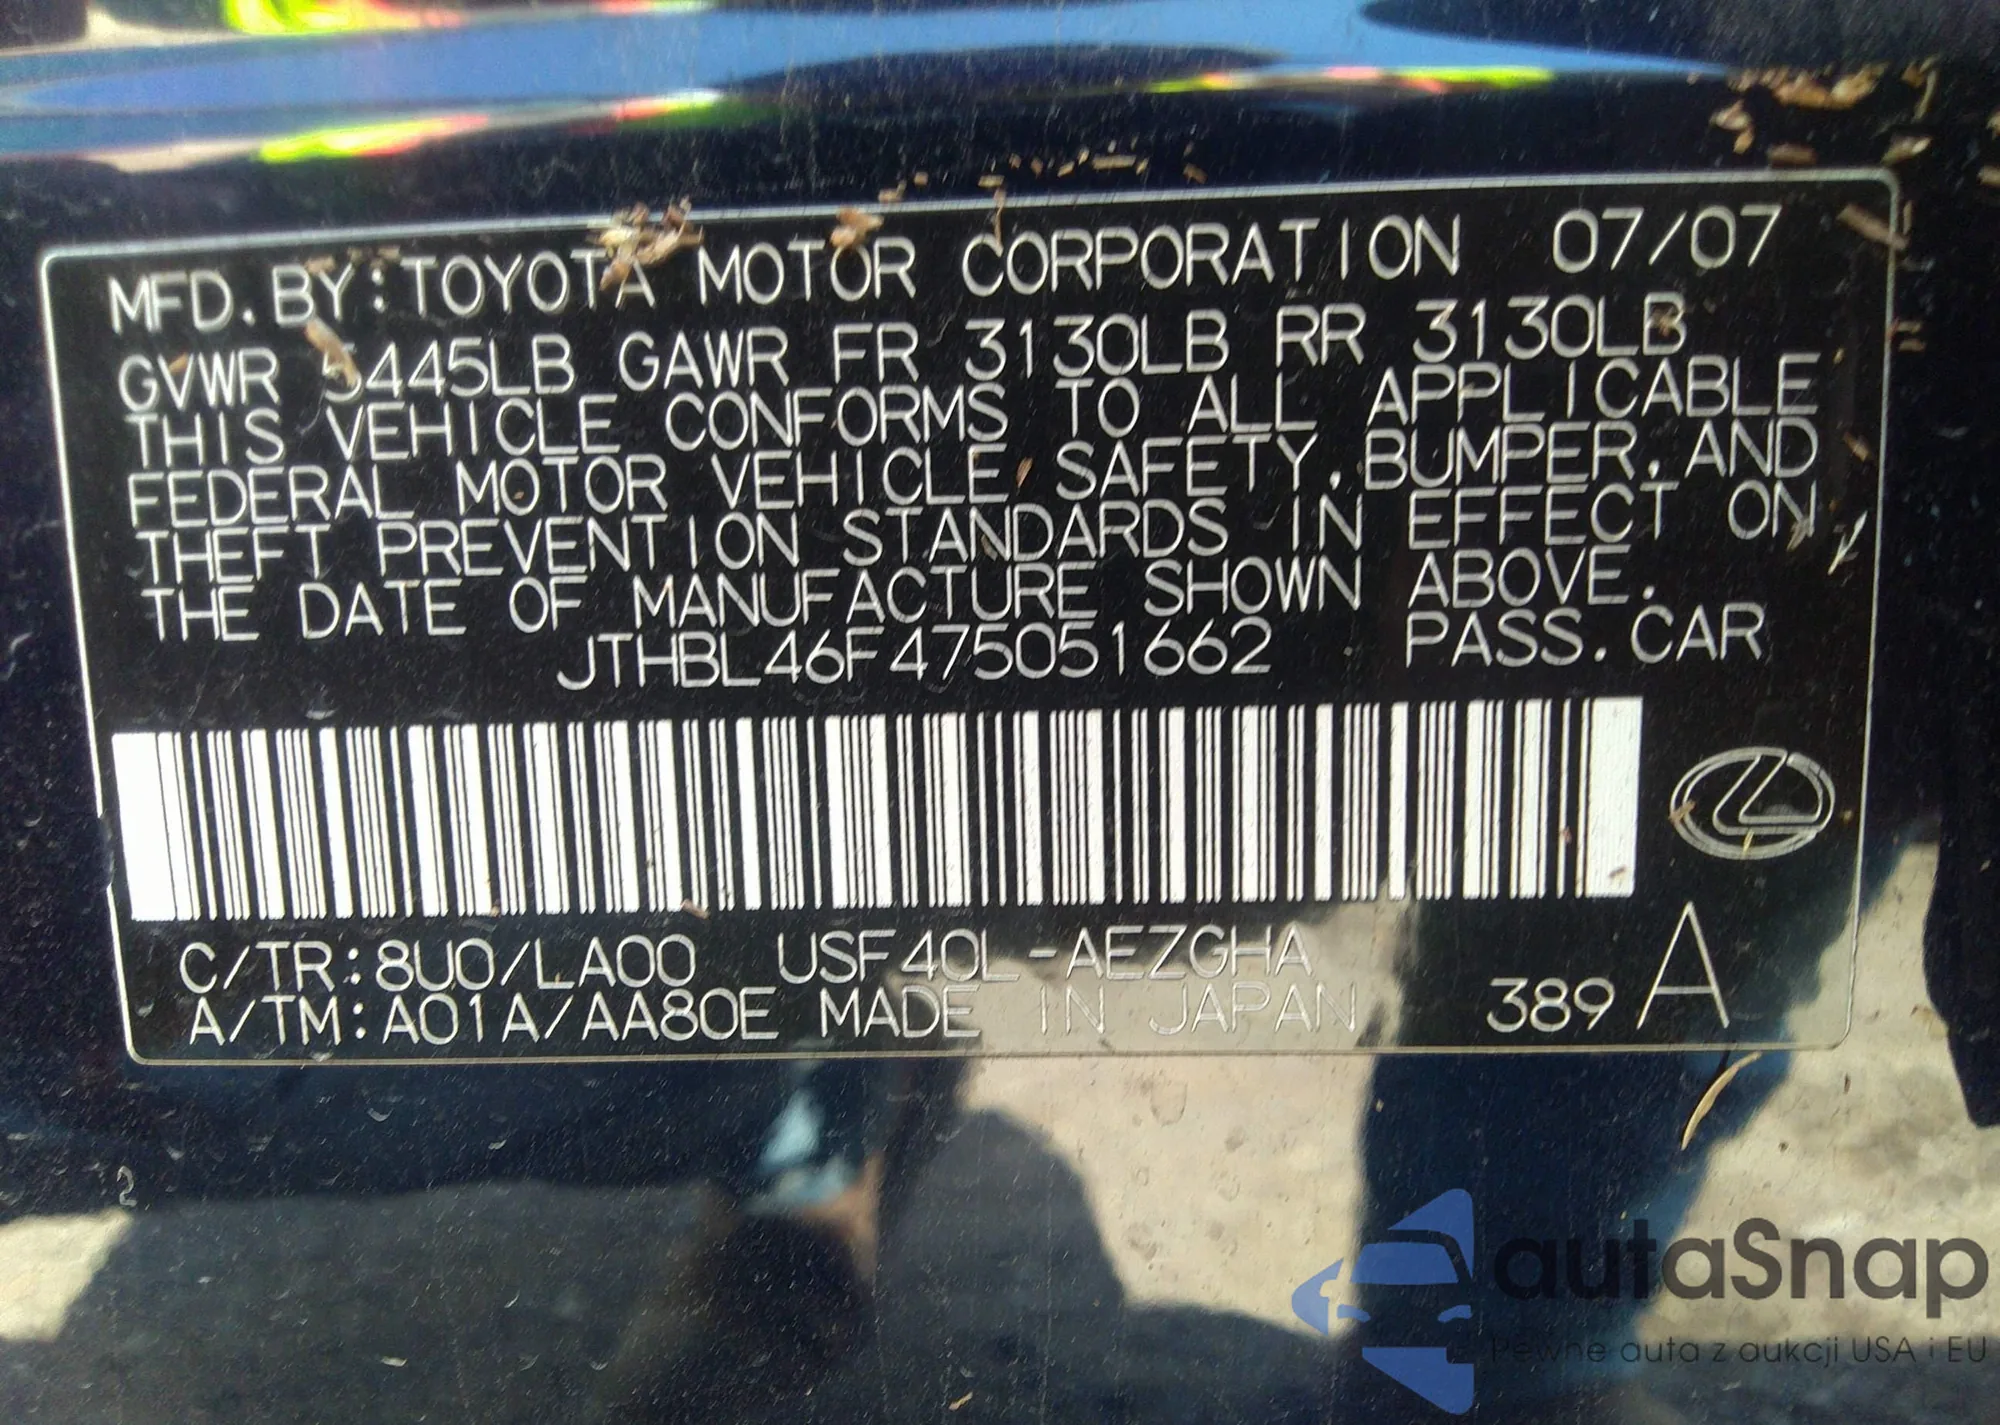 MFD. BY: TOYOTA MOTOR CORPORATION 07/07
GVWR 5445LB GAWR FR 3130LB RR 3130LB
THIS VEHICLE CONFORMS TO ALL APPLICABLE
FEDERAL MOTOR VEHICLE SAFETY, BUMPER, AND
THEFT PREVENTION STANDARDS IN EFFECT ON
THE DATE OF MANUFACTURE SHOWN ABOVE.
JTHBL46F475051662 PASS. CAR
C/TR: 8U0/LA00 USF40L-AEZGHA
A/TM: A01A/AA80E MADE IN JAPAN 389 A
autaSnap
Pewne auta z aukcji USA i EU